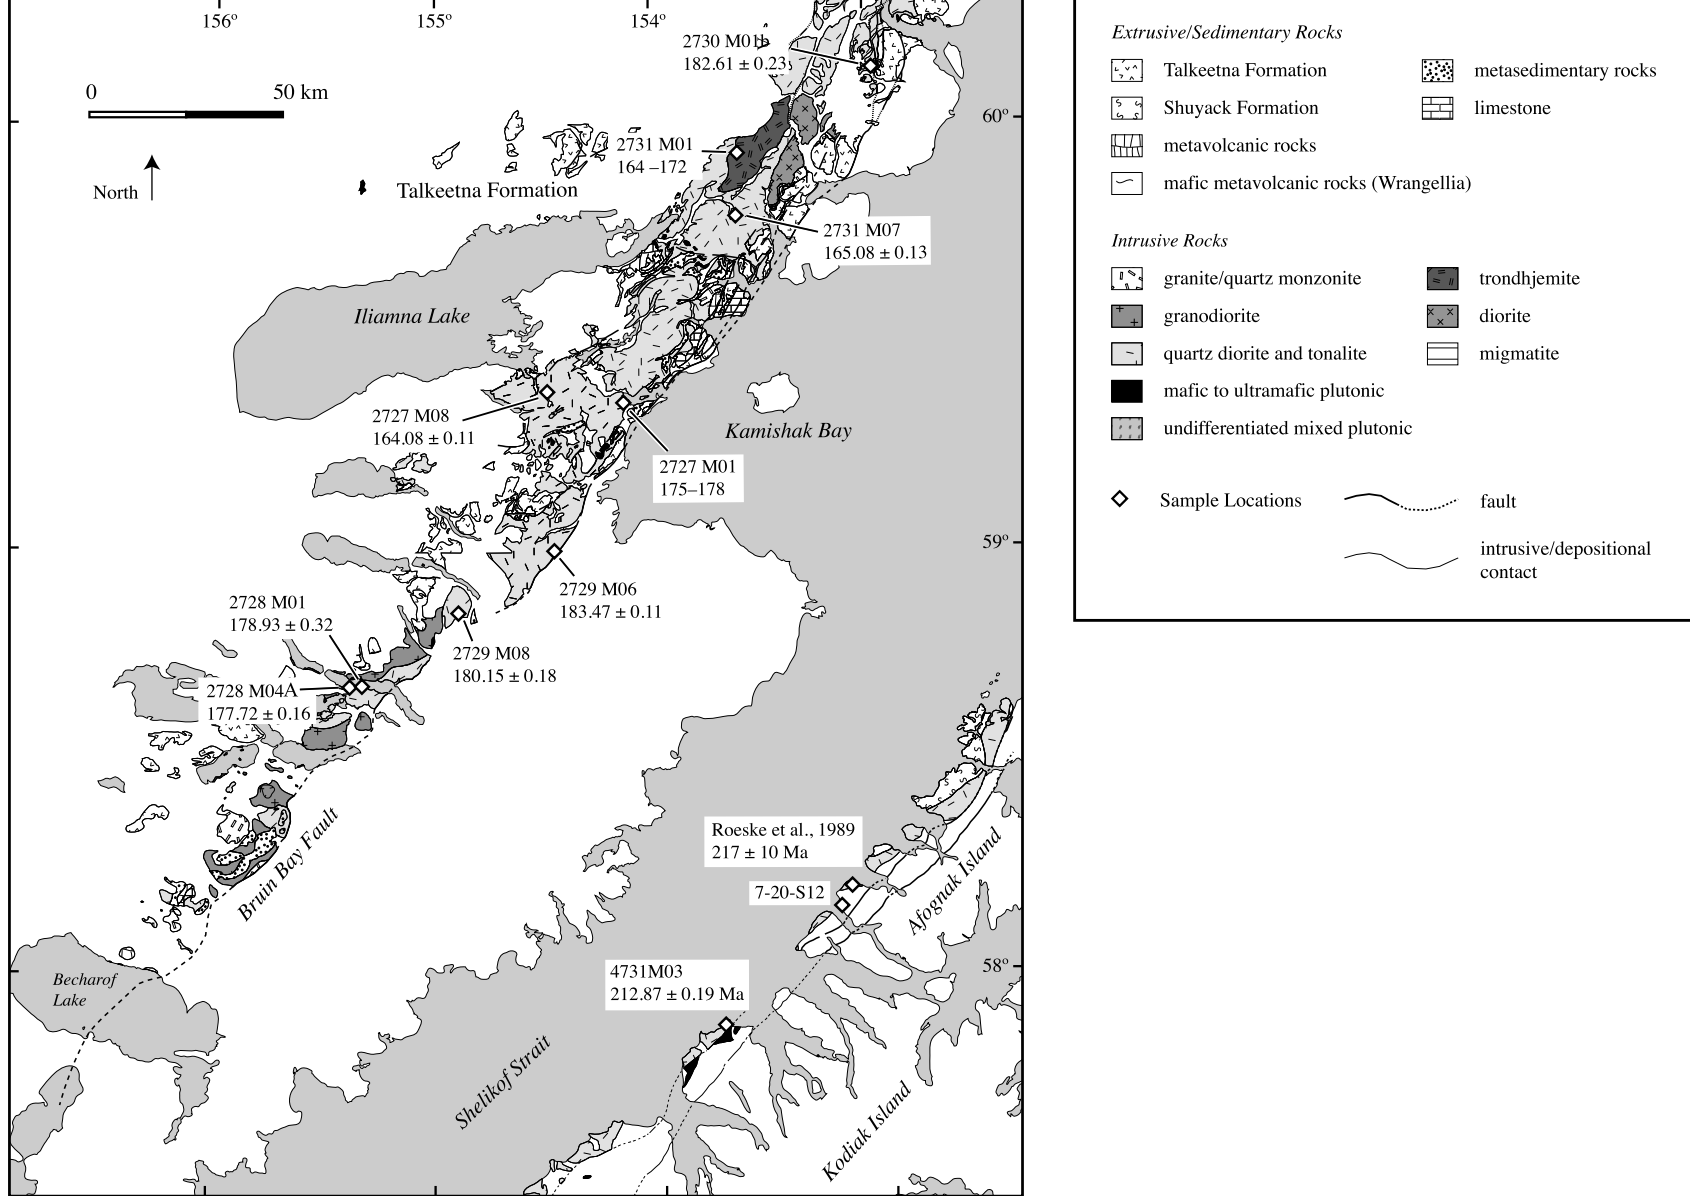 156° 155° 154°
2730 M01b
182.61 ± 0.23
0 50 km
60°
2731 M01
164 –172
North
Talkeetna Formation
2731 M07
165.08 ± 0.13
Iliamna Lake
2727 M08
164.08 ± 0.11
Kamishak Bay
2727 M01
175–178
59°
2729 M06
183.47 ± 0.11
2728 M01
178.93 ± 0.32
2729 M08
180.15 ± 0.18
2728 M04A
177.72 ± 0.16
Bruin Bay Fault
Roeske et al., 1989
217 ± 10 Ma
7-20-S12
Afognak Island
58°
4731M03
212.87 ± 0.19 Ma
Becharof
Lake
Shelikof Strait
Kodiak Island
Extrusive/Sedimentary Rocks
Talkeetna Formation
metasedimentary rocks
Shuyack Formation
limestone
metavolcanic rocks
mafic metavolcanic rocks (Wrangellia)
Intrusive Rocks
granite/quartz monzonite
trondhjemite
granodiorite
diorite
quartz diorite and tonalite
migmatite
mafic to ultramafic plutonic
undifferentiated mixed plutonic
Sample Locations
fault
intrusive/depositional
contact